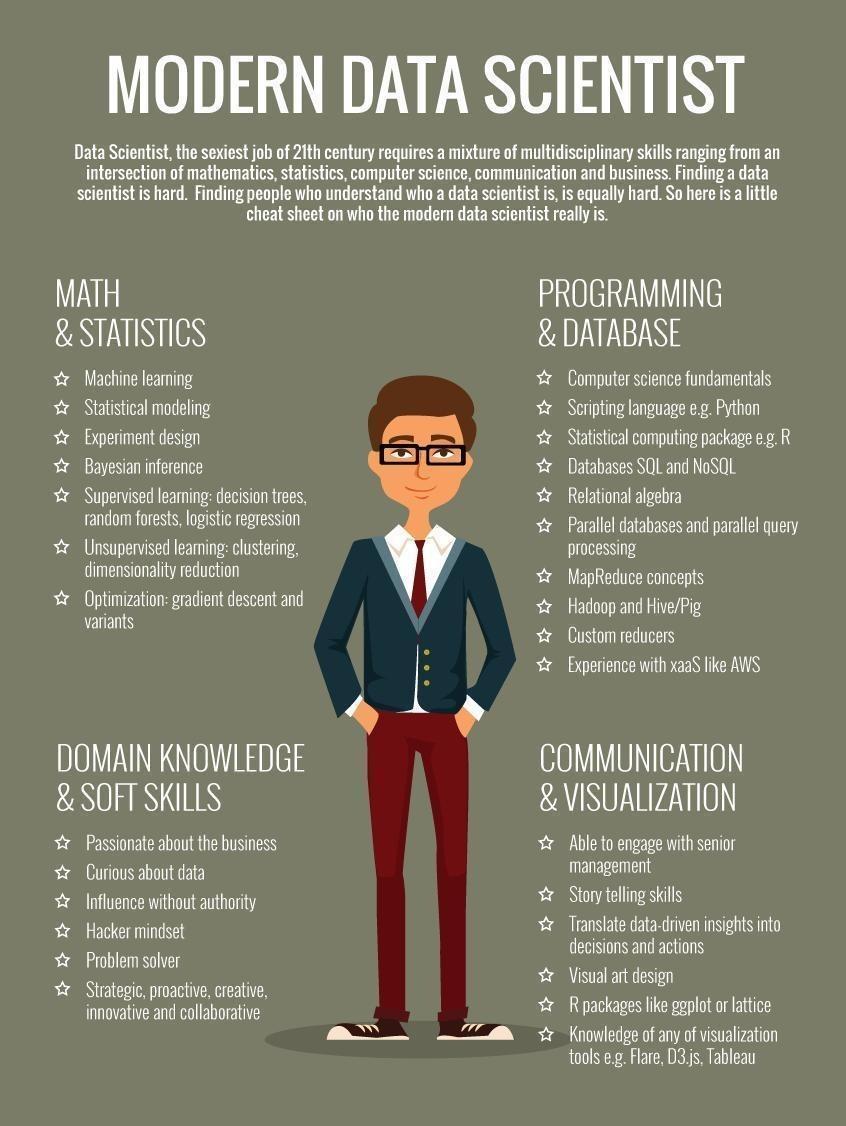 MODERN DATA SCIENTIST
Data Scientist, the sexiest job of 21th century requires a mixture of multidisciplinary skills ranging from an
intersection of mathematics, statistics, computer science, communication and business. Finding a data
scientist is hard. Finding people who understand who a data scientist is, is equally hard. So here is a little
cheat sheet on who the modern data scientist really is.
MATH
& STATISTICS
Machine learning
Statistical modeling
Experiment design
Bayesian inference
Supervised learning: decision trees,
random forests, logistic regression
Unsupervised learning: clustering,
dimensionality reduction
Optimization: gradient descent and
variants
PROGRAMMING
& DATABASE
Computer science fundamentals
Scripting language e.g. Python
Statistical computing package e.g. R
Databases SQL and NoSQL
Relational algebra
Parallel databases and parallel query
processing
MapReduce concepts
Hadoop and Hive/Pig
Custom reducers
Experience with xaaS like AWS
DOMAIN KNOWLEDGE
& SOFT SKILLS
Passionate about the business
Curious about data
Influence without authority
Hacker mindset
Problem solver
Strategic, proactive, creative,
innovative and collaborative
COMMUNICATION
& VISUALIZATION
Able to engage with senior
management
Story telling skills
Translate data-driven insights into
decisions and actions
Visual art design
R packages like ggplot or lattice
Knowledge of any of visualization
tools e.g. Flare, D3.js, Tableau